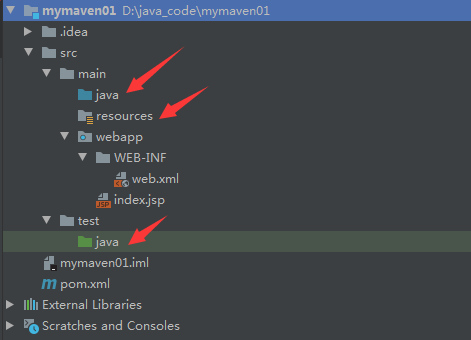 mymaven01 D:\java_code\mymaven01
.idea
src
main
java
resources
webapp
WEB-INF
web.xml
index.jsp
test
java
mymaven01.iml
pom.xml
External Libraries
Scratches and Consoles